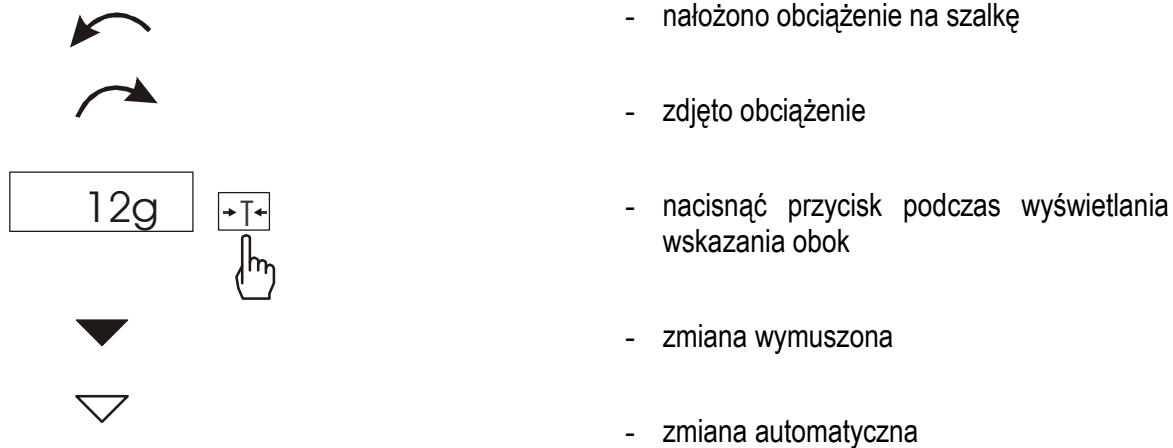 - nałożono obciążenie na szalkę
- zdjęto obciążenie
12g →T← - nacisnąć przycisk podczas wyświetlania
wskazania obok
- zmiana wymuszona
- zmiana automatyczna